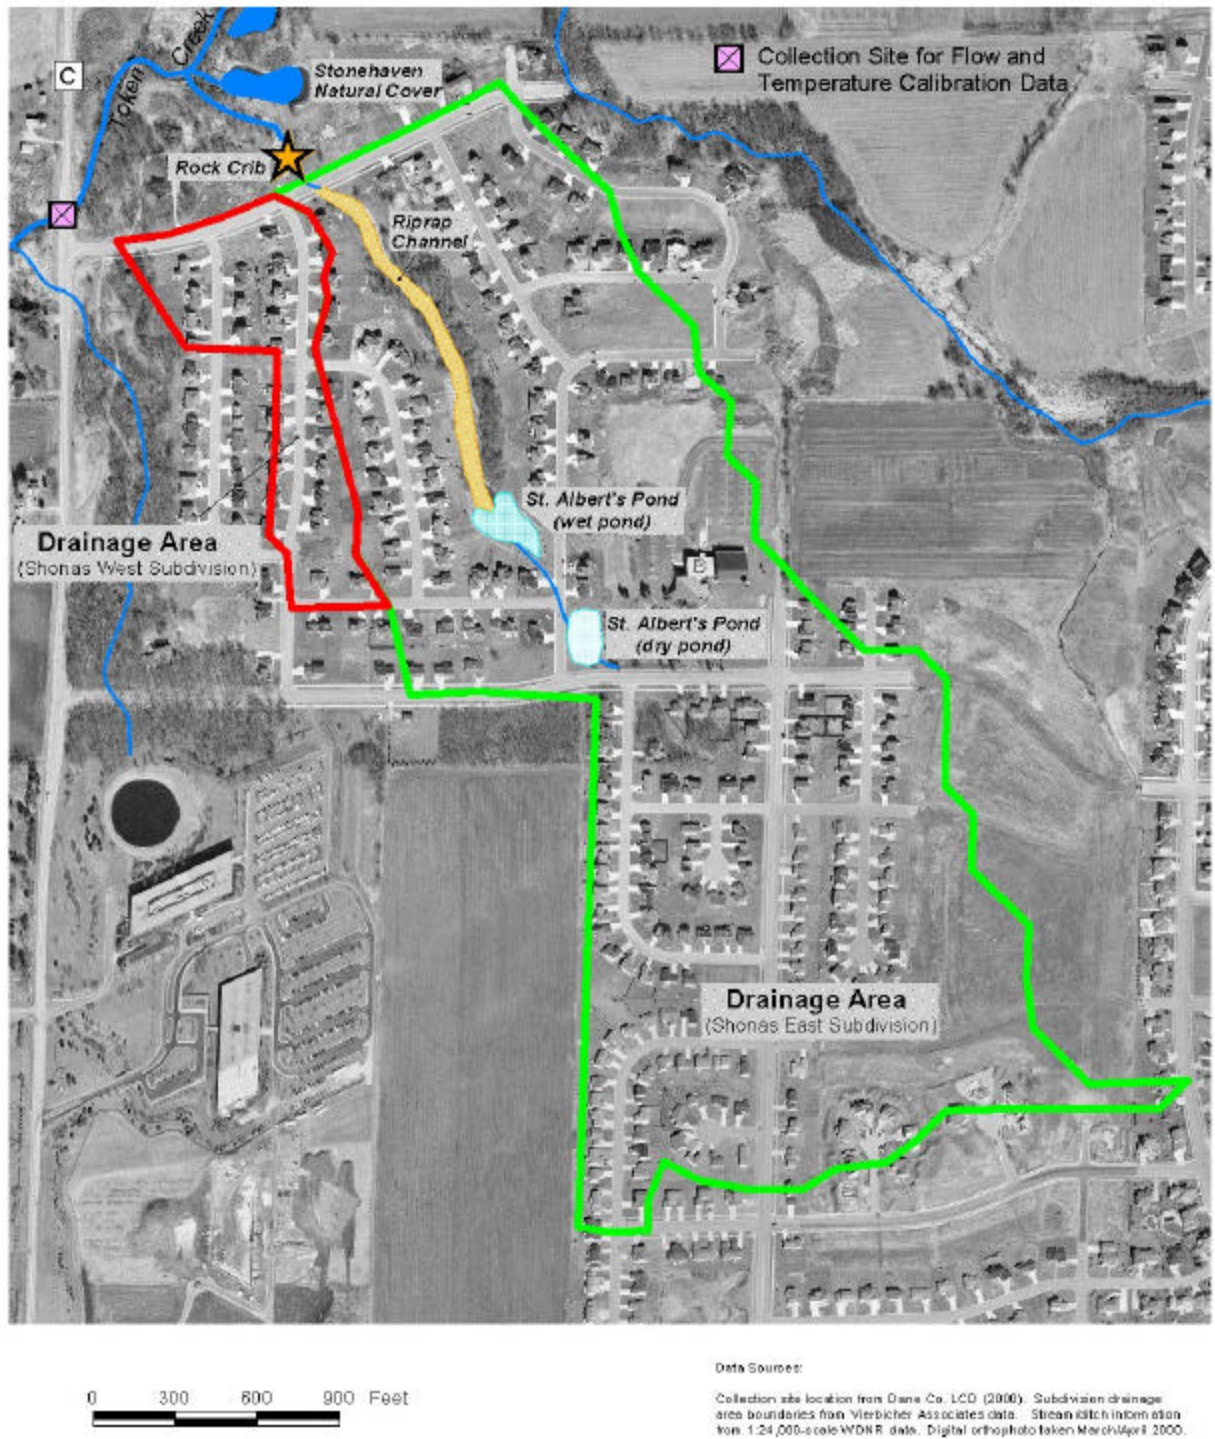 C
Token
Creek
Stonehaven
Natural Cover
Collection Site for Flow and
Temperature Calibration Data
Rock Crib
Riprap
Channel
St. Albert's Pond
(wet pond)
Drainage Area
(Shonas West Subdivision)
B
St. Albert's Pond
(dry pond)
Drainage Area
(Shonas East Subdivision)
0 300 600 900 Feet
Data Sources:
Collection site location from Dane Co. LCD (2000). Subdivision drainage
area boundaries from Vierbicher Associates data. Stream/ditch information
from 1:24,000-scale WDNR data. Digital orthophoto taken March/April 2000.